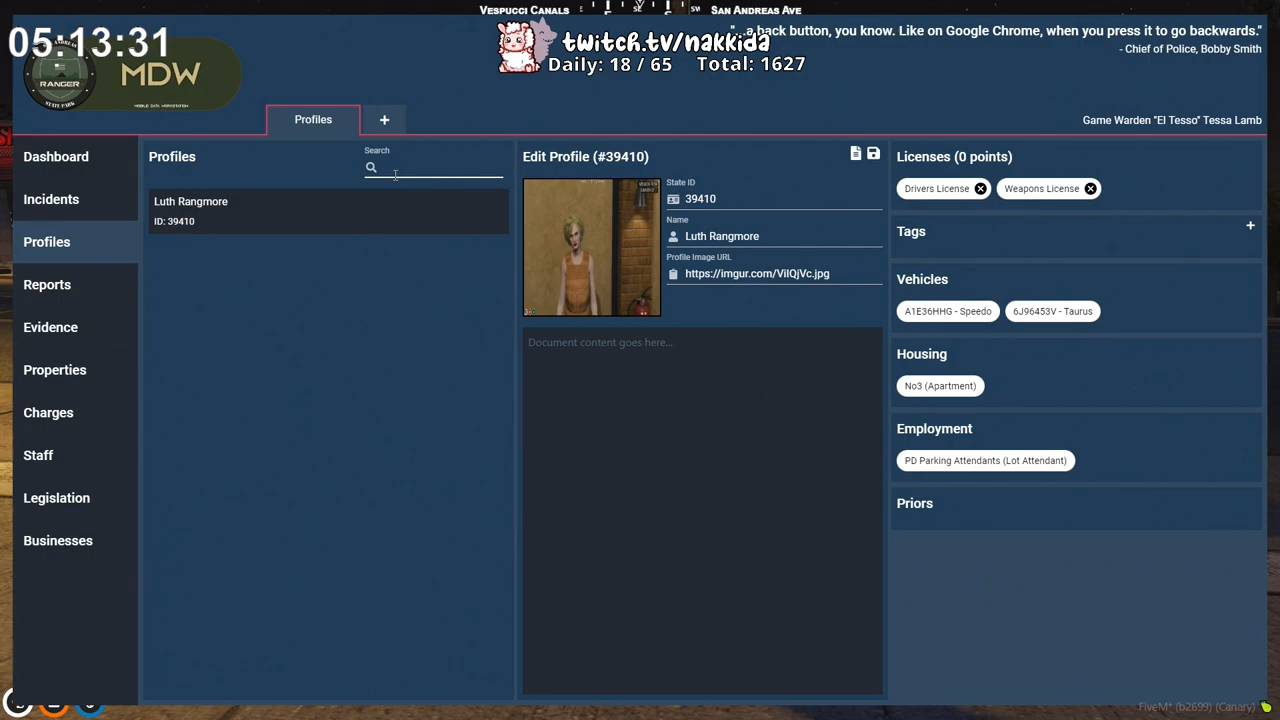 VESPUCCI CANALS
SAN ANDREAS AVE
05:13:31
RANGER
STATE PARK
MDW
MOBILE DATA WORKSTATION
twitch.tv/nakkida
Daily: 18 / 65 Total: 1627
"...a back button, you know. Like on Google Chrome, when you press it to go backwards."
- Chief of Police, Bobby Smith
Profiles
+
Game Warden "El Tesso" Tessa Lamb
Dashboard
Incidents
Profiles
Reports
Evidence
Properties
Charges
Staff
Legislation
Businesses
Profiles
Search
Luth Rangmore
ID: 39410
Edit Profile (#39410)
State ID
39410
Name
Luth Rangmore
Profile Image URL
https://imgur.com/VilQjVc.jpg
Document content goes here...
Licenses (0 points)
Drivers License
Weapons License
Tags
+
Vehicles
A1E36HHG - Speedo
6J96453V - Taurus
Housing
No3 (Apartment)
Employment
PD Parking Attendants (Lot Attendant)
Priors
FiveM* (b2699) (Canary)